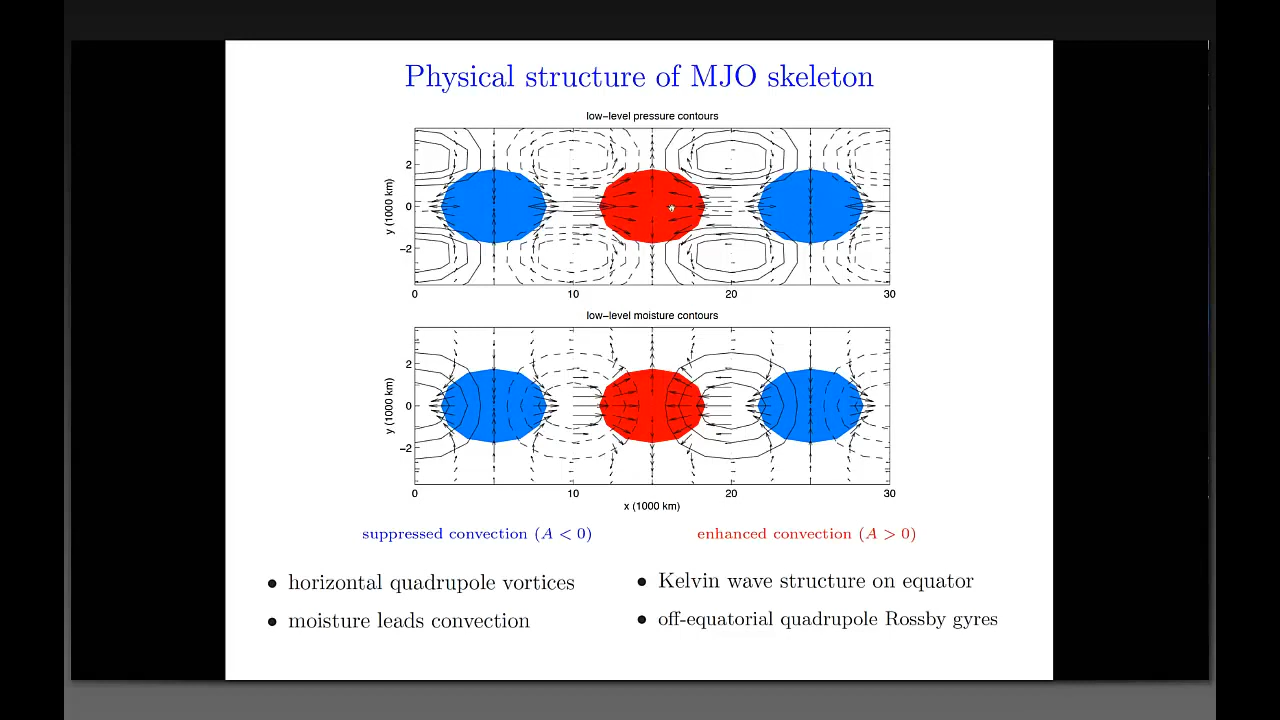 Physical structure of MJO skeleton
low−level pressure contours
y (1000 km)
2
0
−2
0 10 20 30
low−level moisture contours
y (1000 km)
2
0
−2
0 10 20 30
x (1000 km)
suppressed convection (A < 0)
enhanced convection (A > 0)
• horizontal quadrupole vortices
• moisture leads convection
• Kelvin wave structure on equator
• off-equatorial quadrupole Rossby gyres